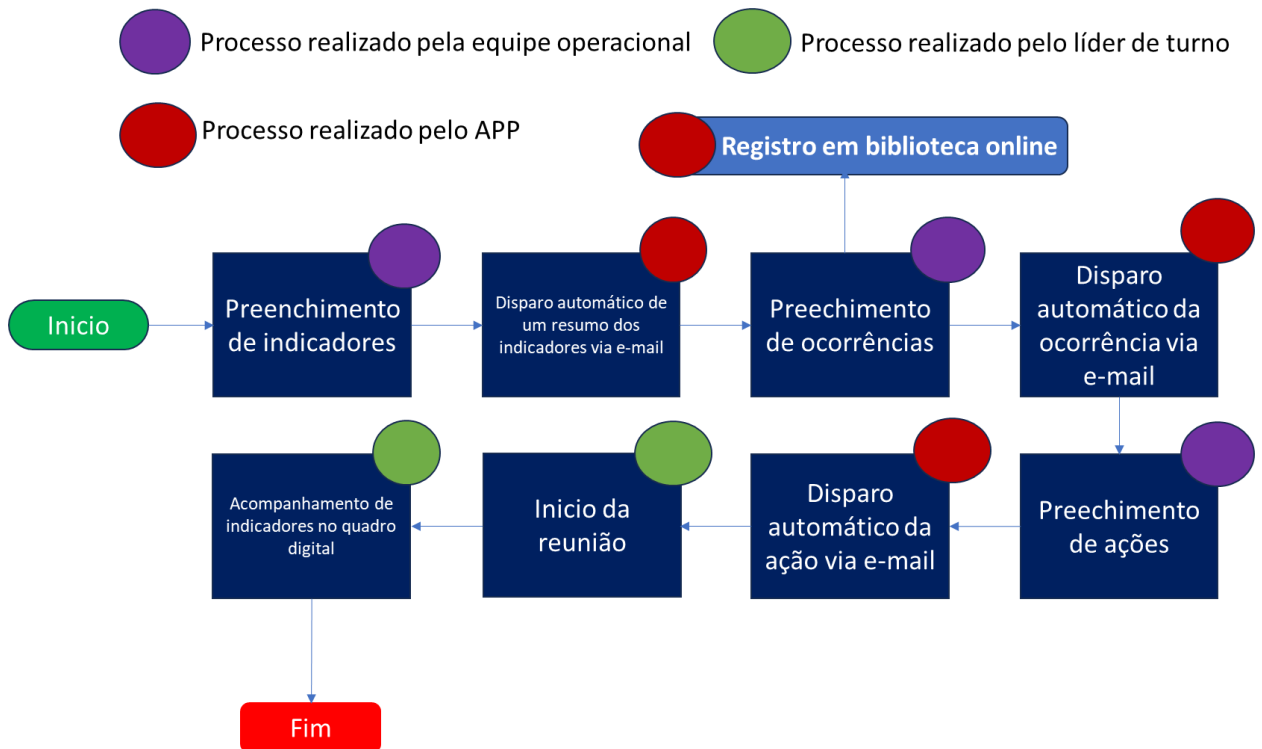 Processo realizado pela equipe operacional
Processo realizado pelo líder de turno
Processo realizado pelo APP
Registro em biblioteca online
Inicio
Preenchimento
de indicadores
Disparo automático de
um resumo dos
indicadores via e-mail
Preechimento
de ocorrências
Disparo
automático da
ocorrência via
e-mail
Preechimento
de ações
Disparo
automático da
ação via e-mail
Inicio da
reunião
Acompanhamento de
indicadores no quadro
digital
Fim